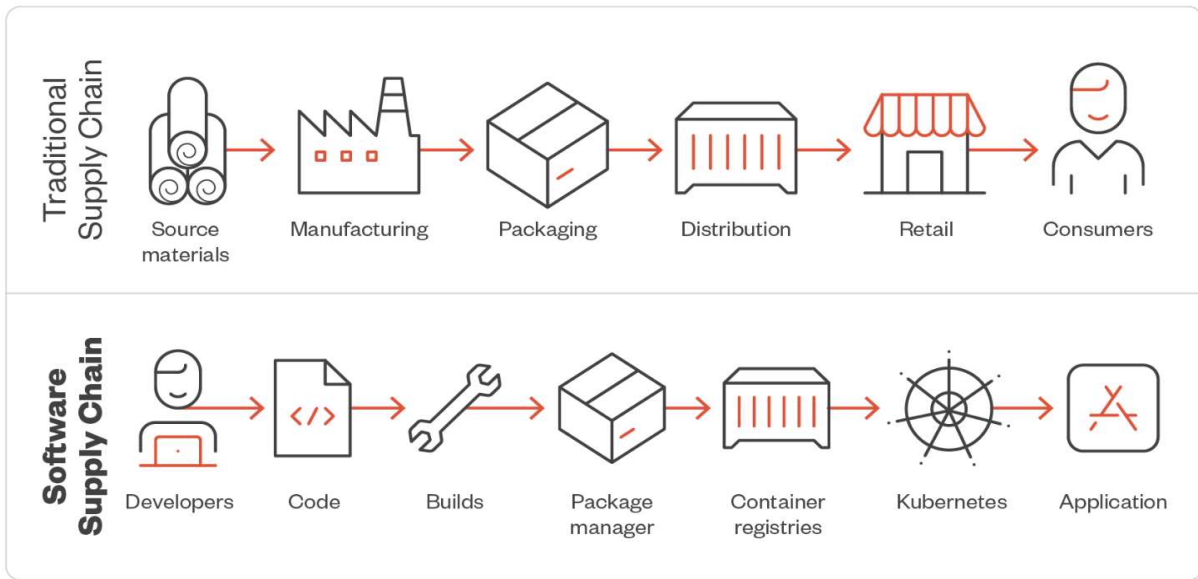 Traditional
Supply Chain
Source
materials
Manufacturing
Packaging
Distribution
Retail
Consumers
Software
Supply Chain
</>
Developers
Code
Builds
Package
manager
Container
registries
Kubernetes
Application